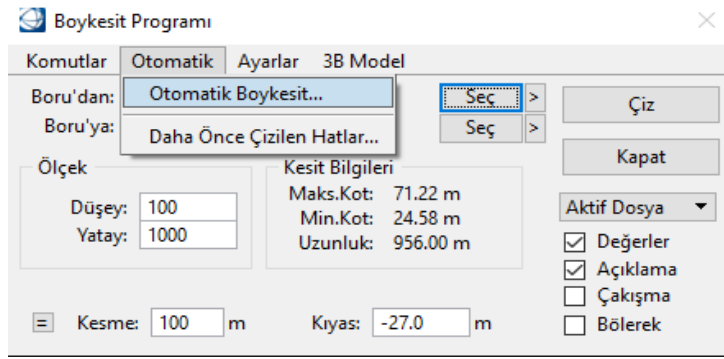 Boykesit Programı
Komutlar Otomatik Ayarlar 3B Model
Boru'dan: Otomatik Boykesit... Seç > Çiz
Boru'ya: Daha Önce Çizilen Hatlar... Seç >
Kapat
Ölçek Kesit Bilgileri
Düşey: 100 Maks.Kot: 71.22 m Aktif Dosya
Yatay: 1000 Min.Kot: 24.58 m Değerler
Uzunluk: 956.00 m Açıklama
Çakışma
= Kesme: 100 m Kıyas: -27.0 m Bölerek